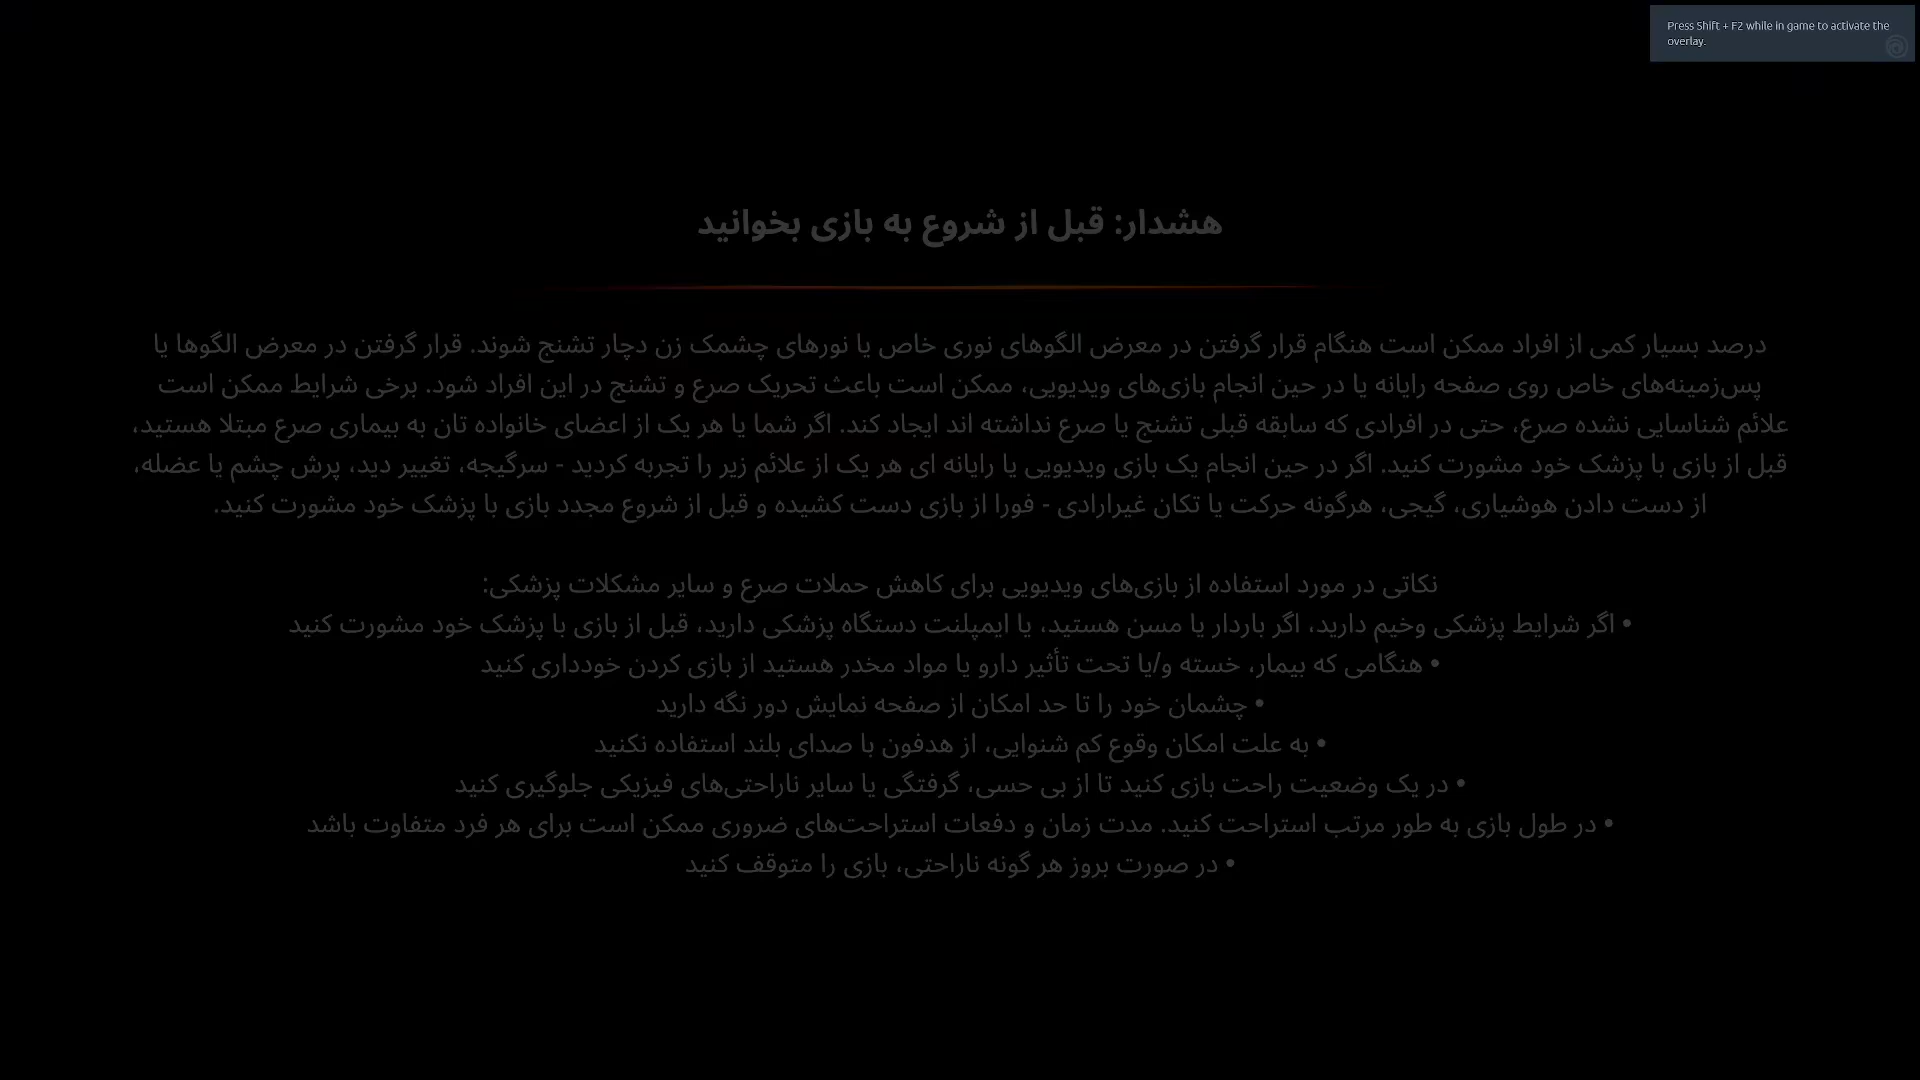 Press Shift + F2 while in game to activate the
overlay.
هشدار: قبل از شروع به بازی بخوانید
درصد بسیار کمی از افراد ممکن است هنگام قرار گرفتن در معرض الگوهای نوری خاص یا نورهای چشمک زن دچار تشنج شوند. قرار گرفتن در معرض الگوها یا
پس‌زمینه‌های خاص روی صفحه رایانه یا در حین انجام بازی‌های ویدیویی، ممکن است باعث تحریک صرع و تشنج در این افراد شود. برخی شرایط ممکن است
علائم شناسایی نشده صرع، حتی در افرادی که سابقه قبلی تشنج یا صرع نداشته اند ایجاد کند. اگر شما یا هر یک از اعضای خانواده تان به بیماری صرع مبتلا هستید،
قبل از بازی با پزشک خود مشورت کنید. اگر در حین انجام یک بازی ویدیویی یا رایانه ای هر یک از علائم زیر را تجربه کردید - سرگیجه، تغییر دید، پرش چشم یا عضله،
از دست دادن هوشیاری، گیجی، هرگونه حرکت یا تکان غیرارادی - فورا از بازی دست کشیده و قبل از شروع مجدد بازی با پزشک خود مشورت کنید.
نکاتی در مورد استفاده از بازی‌های ویدیویی برای کاهش حملات صرع و سایر مشکلات پزشکی:
• اگر شرایط پزشکی وخیم دارید، اگر باردار یا مسن هستید، یا ایمپلنت دستگاه پزشکی دارید، قبل از بازی با پزشک خود مشورت کنید
• هنگامی که بیمار، خسته و/یا تحت تأثیر دارو یا مواد مخدر هستید از بازی کردن خودداری کنید
• چشمان خود را تا حد امکان از صفحه نمایش دور نگه دارید
• به علت امکان وقوع کم شنوایی، از هدفون با صدای بلند استفاده نکنید
• در یک وضعیت راحت بازی کنید تا از بی حسی، گرفتگی یا سایر ناراحتی‌های فیزیکی جلوگیری کنید
• در طول بازی به طور مرتب استراحت کنید. مدت زمان و دفعات استراحت‌های ضروری ممکن است برای هر فرد متفاوت باشد
• در صورت بروز هر گونه ناراحتی، بازی را متوقف کنید